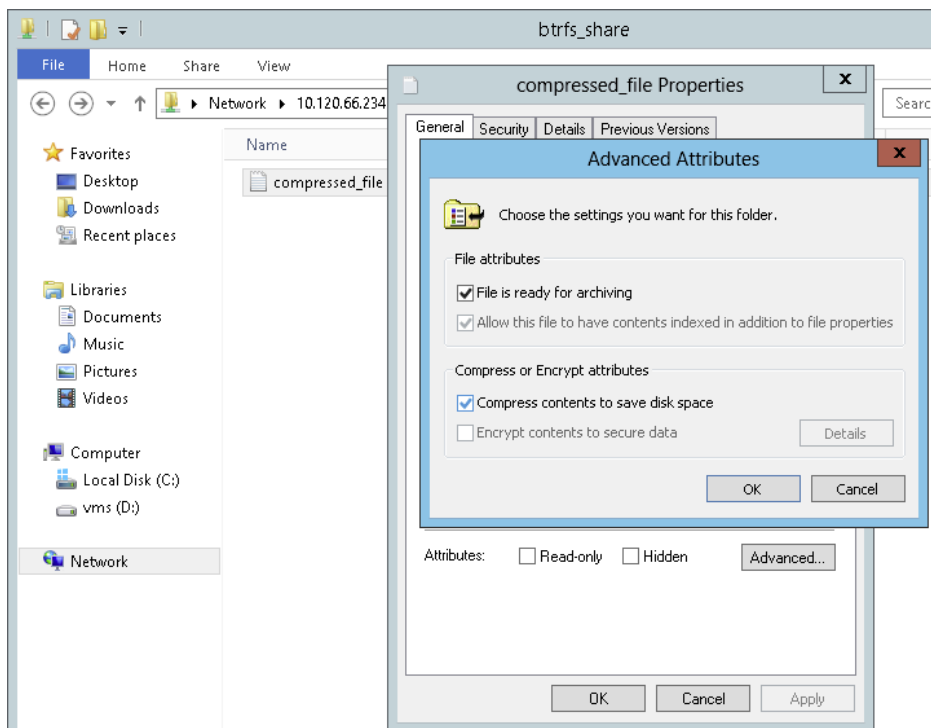 btrfs_share
File Home Share View
Network 10.120.66.234
Searc
Favorites
Desktop
Downloads
Recent places
Libraries
Documents
Music
Pictures
Videos
Computer
Local Disk (C:)
vms (D:)
Network
Name
compressed_file
compressed_file Properties
x
General Security Details Previous Versions
Advanced Attributes
x
Choose the settings you want for this folder.
File attributes
File is ready for archiving
Allow this file to have contents indexed in addition to file properties
Compress or Encrypt attributes
Compress contents to save disk space
Encrypt contents to secure data
Details
OK Cancel
Attributes: Read-only Hidden Advanced...
OK Cancel Apply